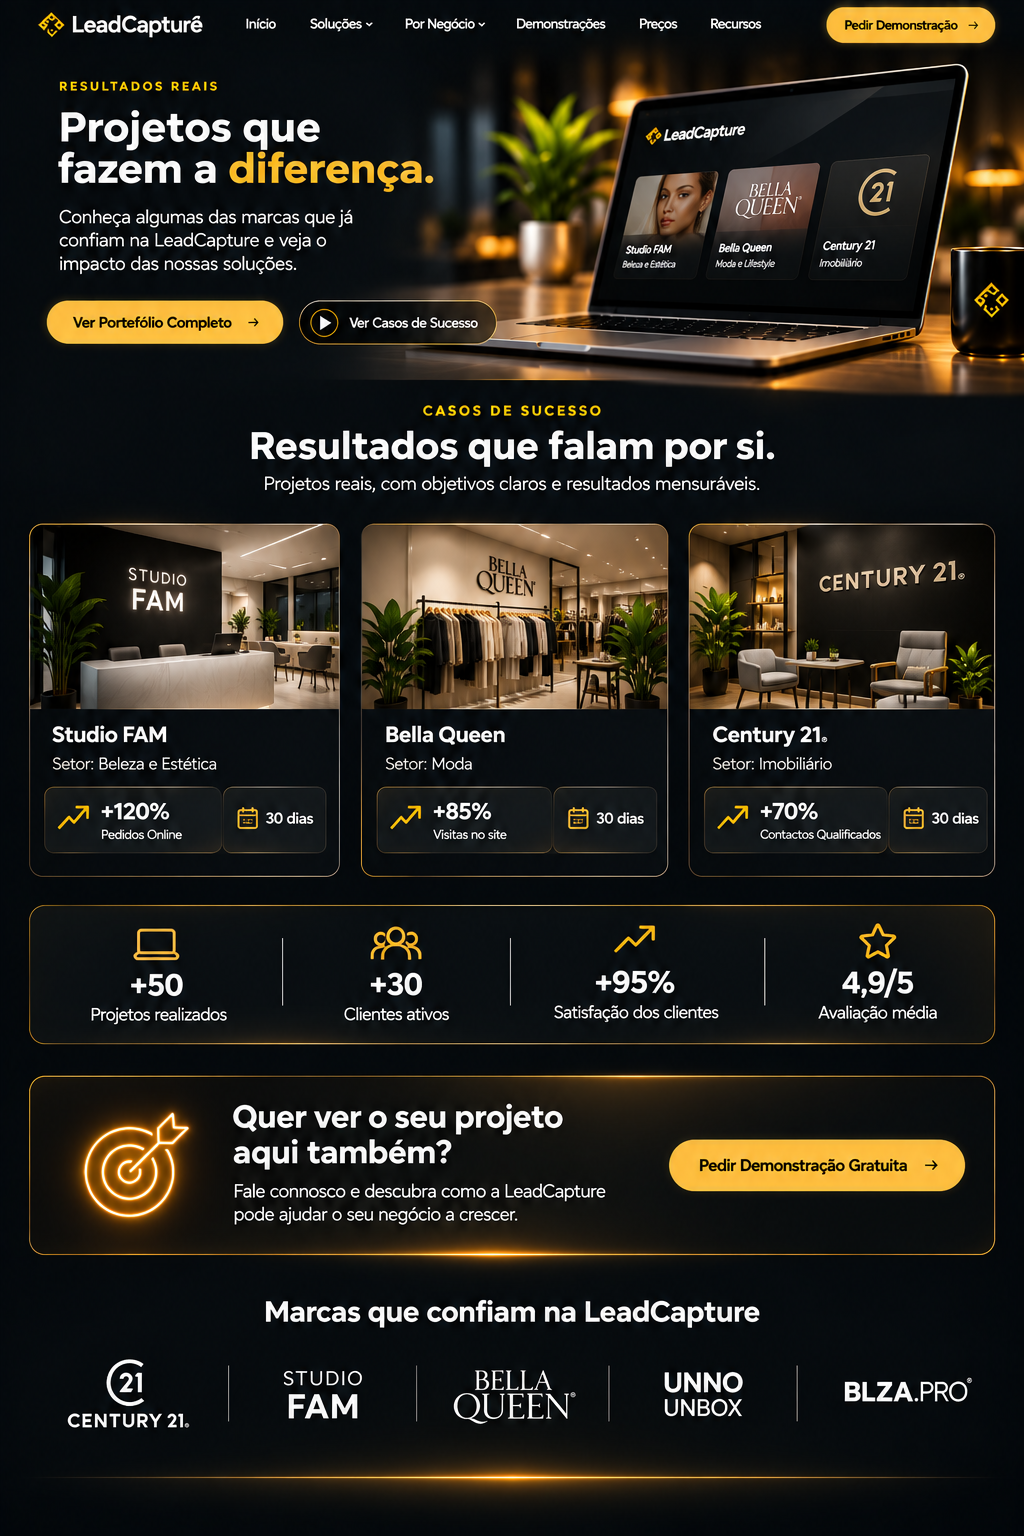 LeadCapturê
Início
Soluções
Por Negócio
Demonstrações
Preços
Recursos
Pedir Demonstração →
RESULTADOS REAIS
Projetos que
fazem a diferença.
Conheça algumas das marcas que já
confiam na LeadCapture e veja o
impacto das nossas soluções.
Ver Portefólio Completo →
Ver Casos de Sucesso
LeadCapture
Studio FAM
Beleza e Estética
BELLA
QUEEN®
Bella Queen
Moda e Lifestyle
21
Century 21
Imobiliário
CASOS DE SUCESSO
Resultados que falam por si.
Projetos reais, com objetivos claros e resultados mensuráveis.
STUDIO
FAM
Studio FAM
Setor: Beleza e Estética
+120%
Pedidos Online
30 dias
BELLA
QUEEN®
Bella Queen
Setor: Moda
+85%
Visitas no site
30 dias
CENTURY 21®
Century 21®
Setor: Imobiliário
+70%
Contactos Qualificados
30 dias
+50
Projetos realizados
+30
Clientes ativos
+95%
Satisfação dos clientes
4,9/5
Avaliação média
Quer ver o seu projeto
aqui também?
Fale connosco e descubra como a LeadCapture
pode ajudar o seu negócio a crescer.
Pedir Demonstração Gratuita →
Marcas que confiam na LeadCapture
21
CENTURY 21®
STUDIO
FAM
BELLA
QUEEN®
UNNO
UNBOX
BLZA.PRO®